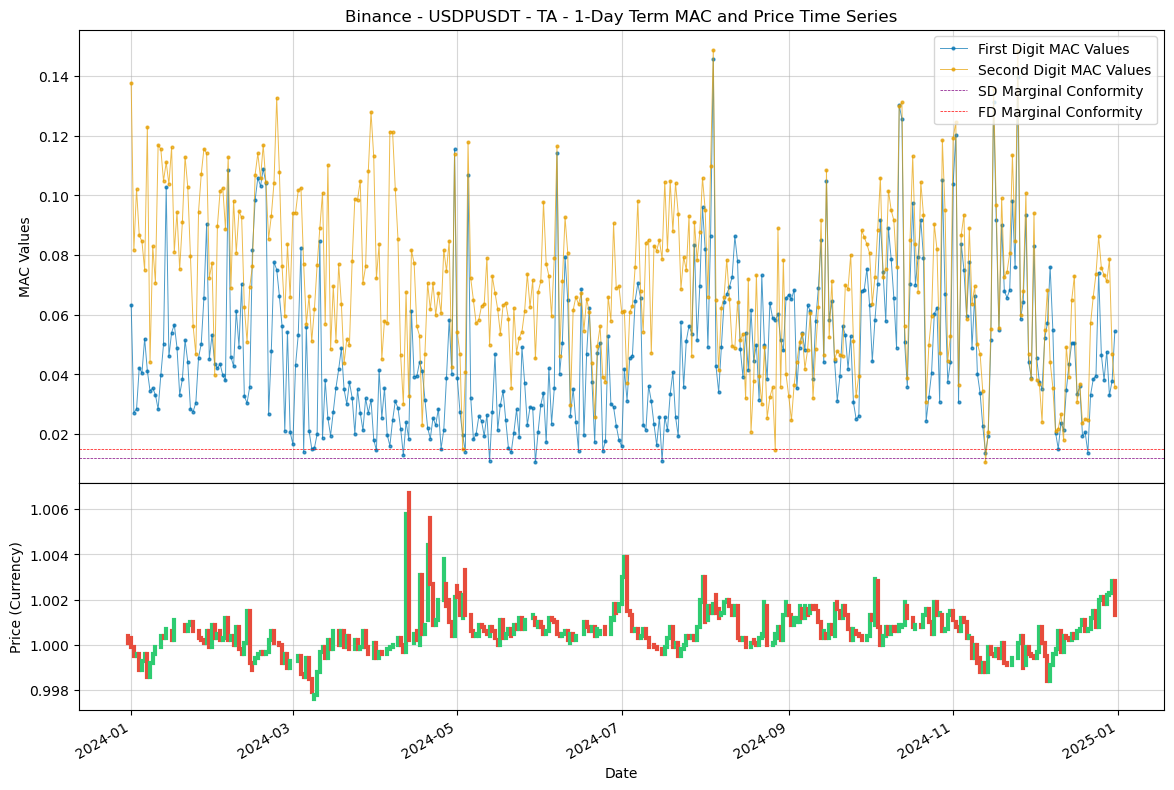 Binance - USDPUSDT - TA - 1-Day Term MAC and Price Time Series
First Digit MAC Values
Second Digit MAC Values
SD Marginal Conformity
FD Marginal Conformity
MAC Values
0.14
0.12
0.10
0.08
0.06
0.04
0.02
Price (Currency)
1.006
1.004
1.002
1.000
0.998
2024-01
2024-03
2024-05
2024-07
2024-09
2024-11
2025-01
Date